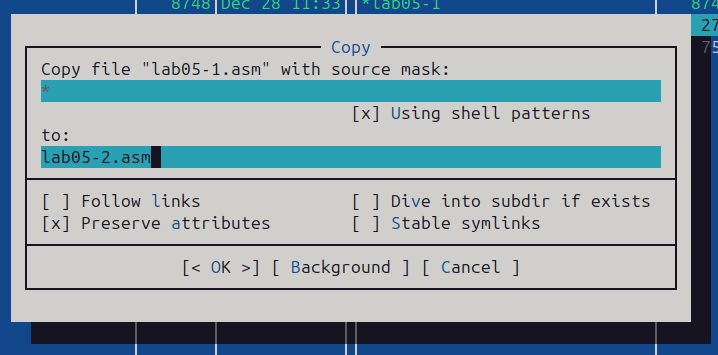 8748 Dec 28 11:33 *lab05-1 874
Copy 27
Copy file "lab05-1.asm" with source mask: 75
*
[x] Using shell patterns
to:
lab05-2.asm
[ ] Follow links [ ] Dive into subdir if exists
[x] Preserve attributes [ ] Stable symlinks
[< OK >] [ Background ] [ Cancel ]